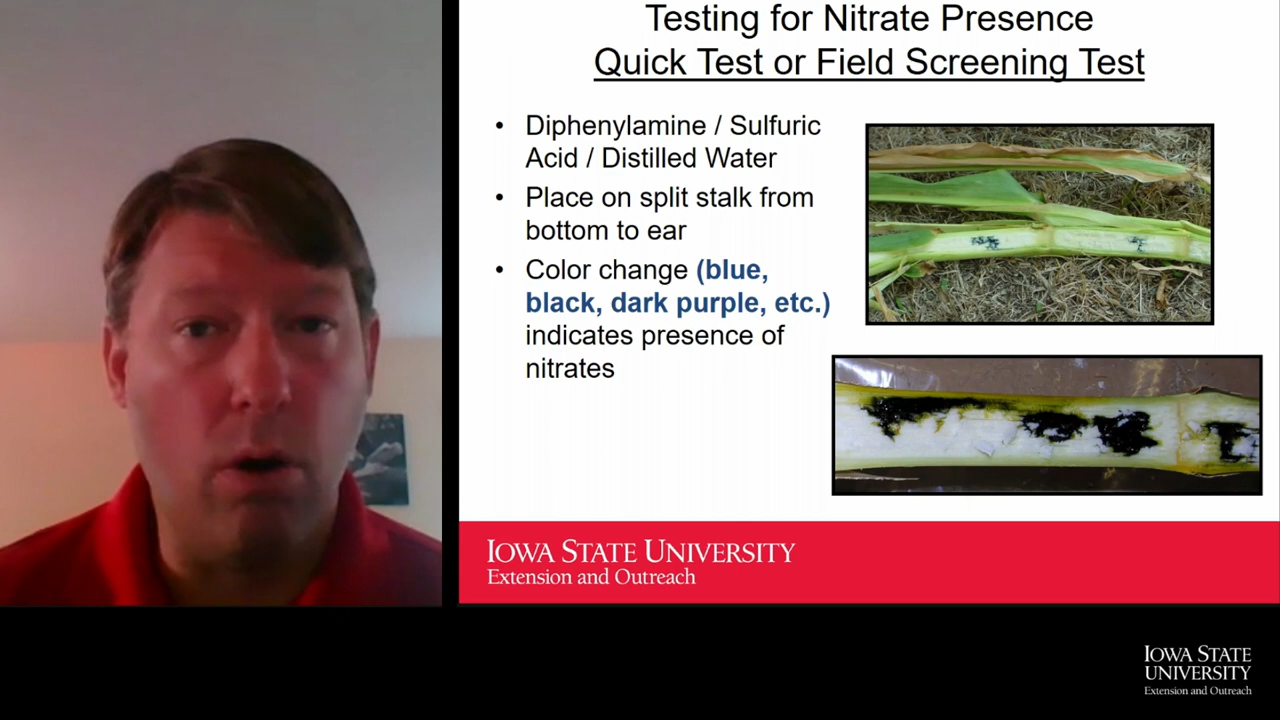 Testing for Nitrate Presence
Quick Test or Field Screening Test
• Diphenylamine / Sulfuric
Acid / Distilled Water
• Place on split stalk from
bottom to ear
• Color change (blue,
black, dark purple, etc.)
indicates presence of
nitrates
IOWA STATE UNIVERSITY
Extension and Outreach
IOWA STATE
UNIVERSITY
Extension and Outreach